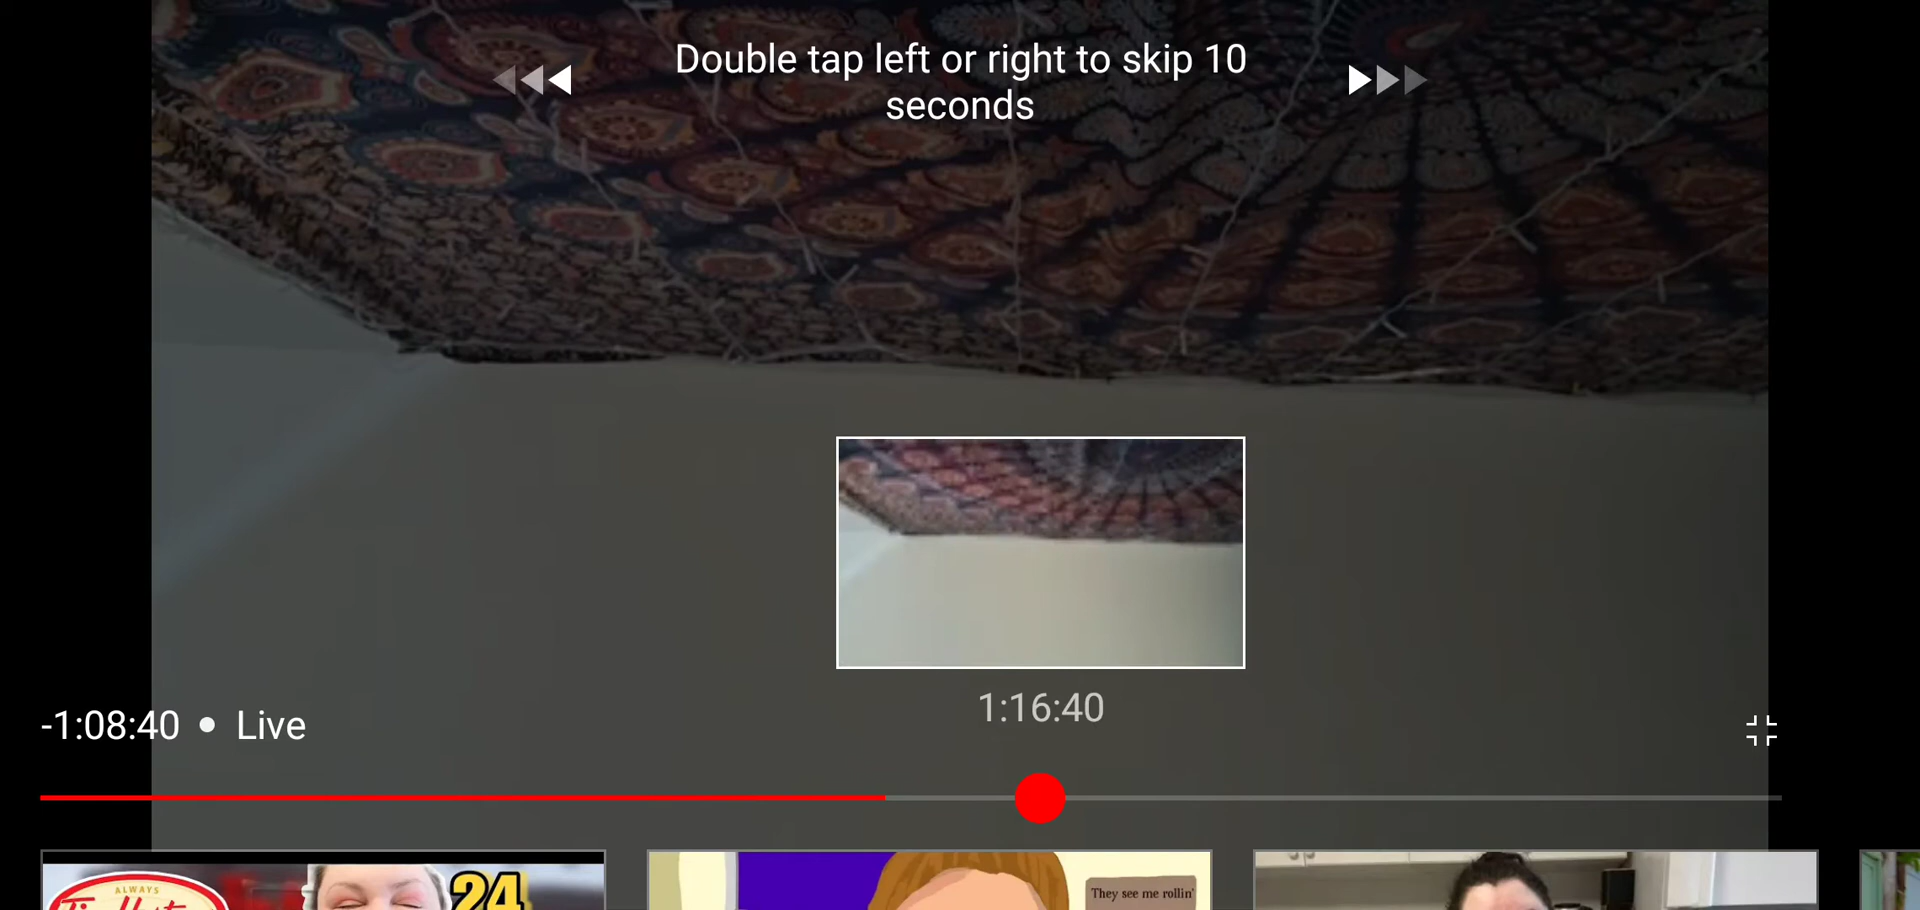 Double tap left or right to skip 10
seconds
1:16:40
-1:08:40 • Live
ALWAYS
24
They see me rollin'